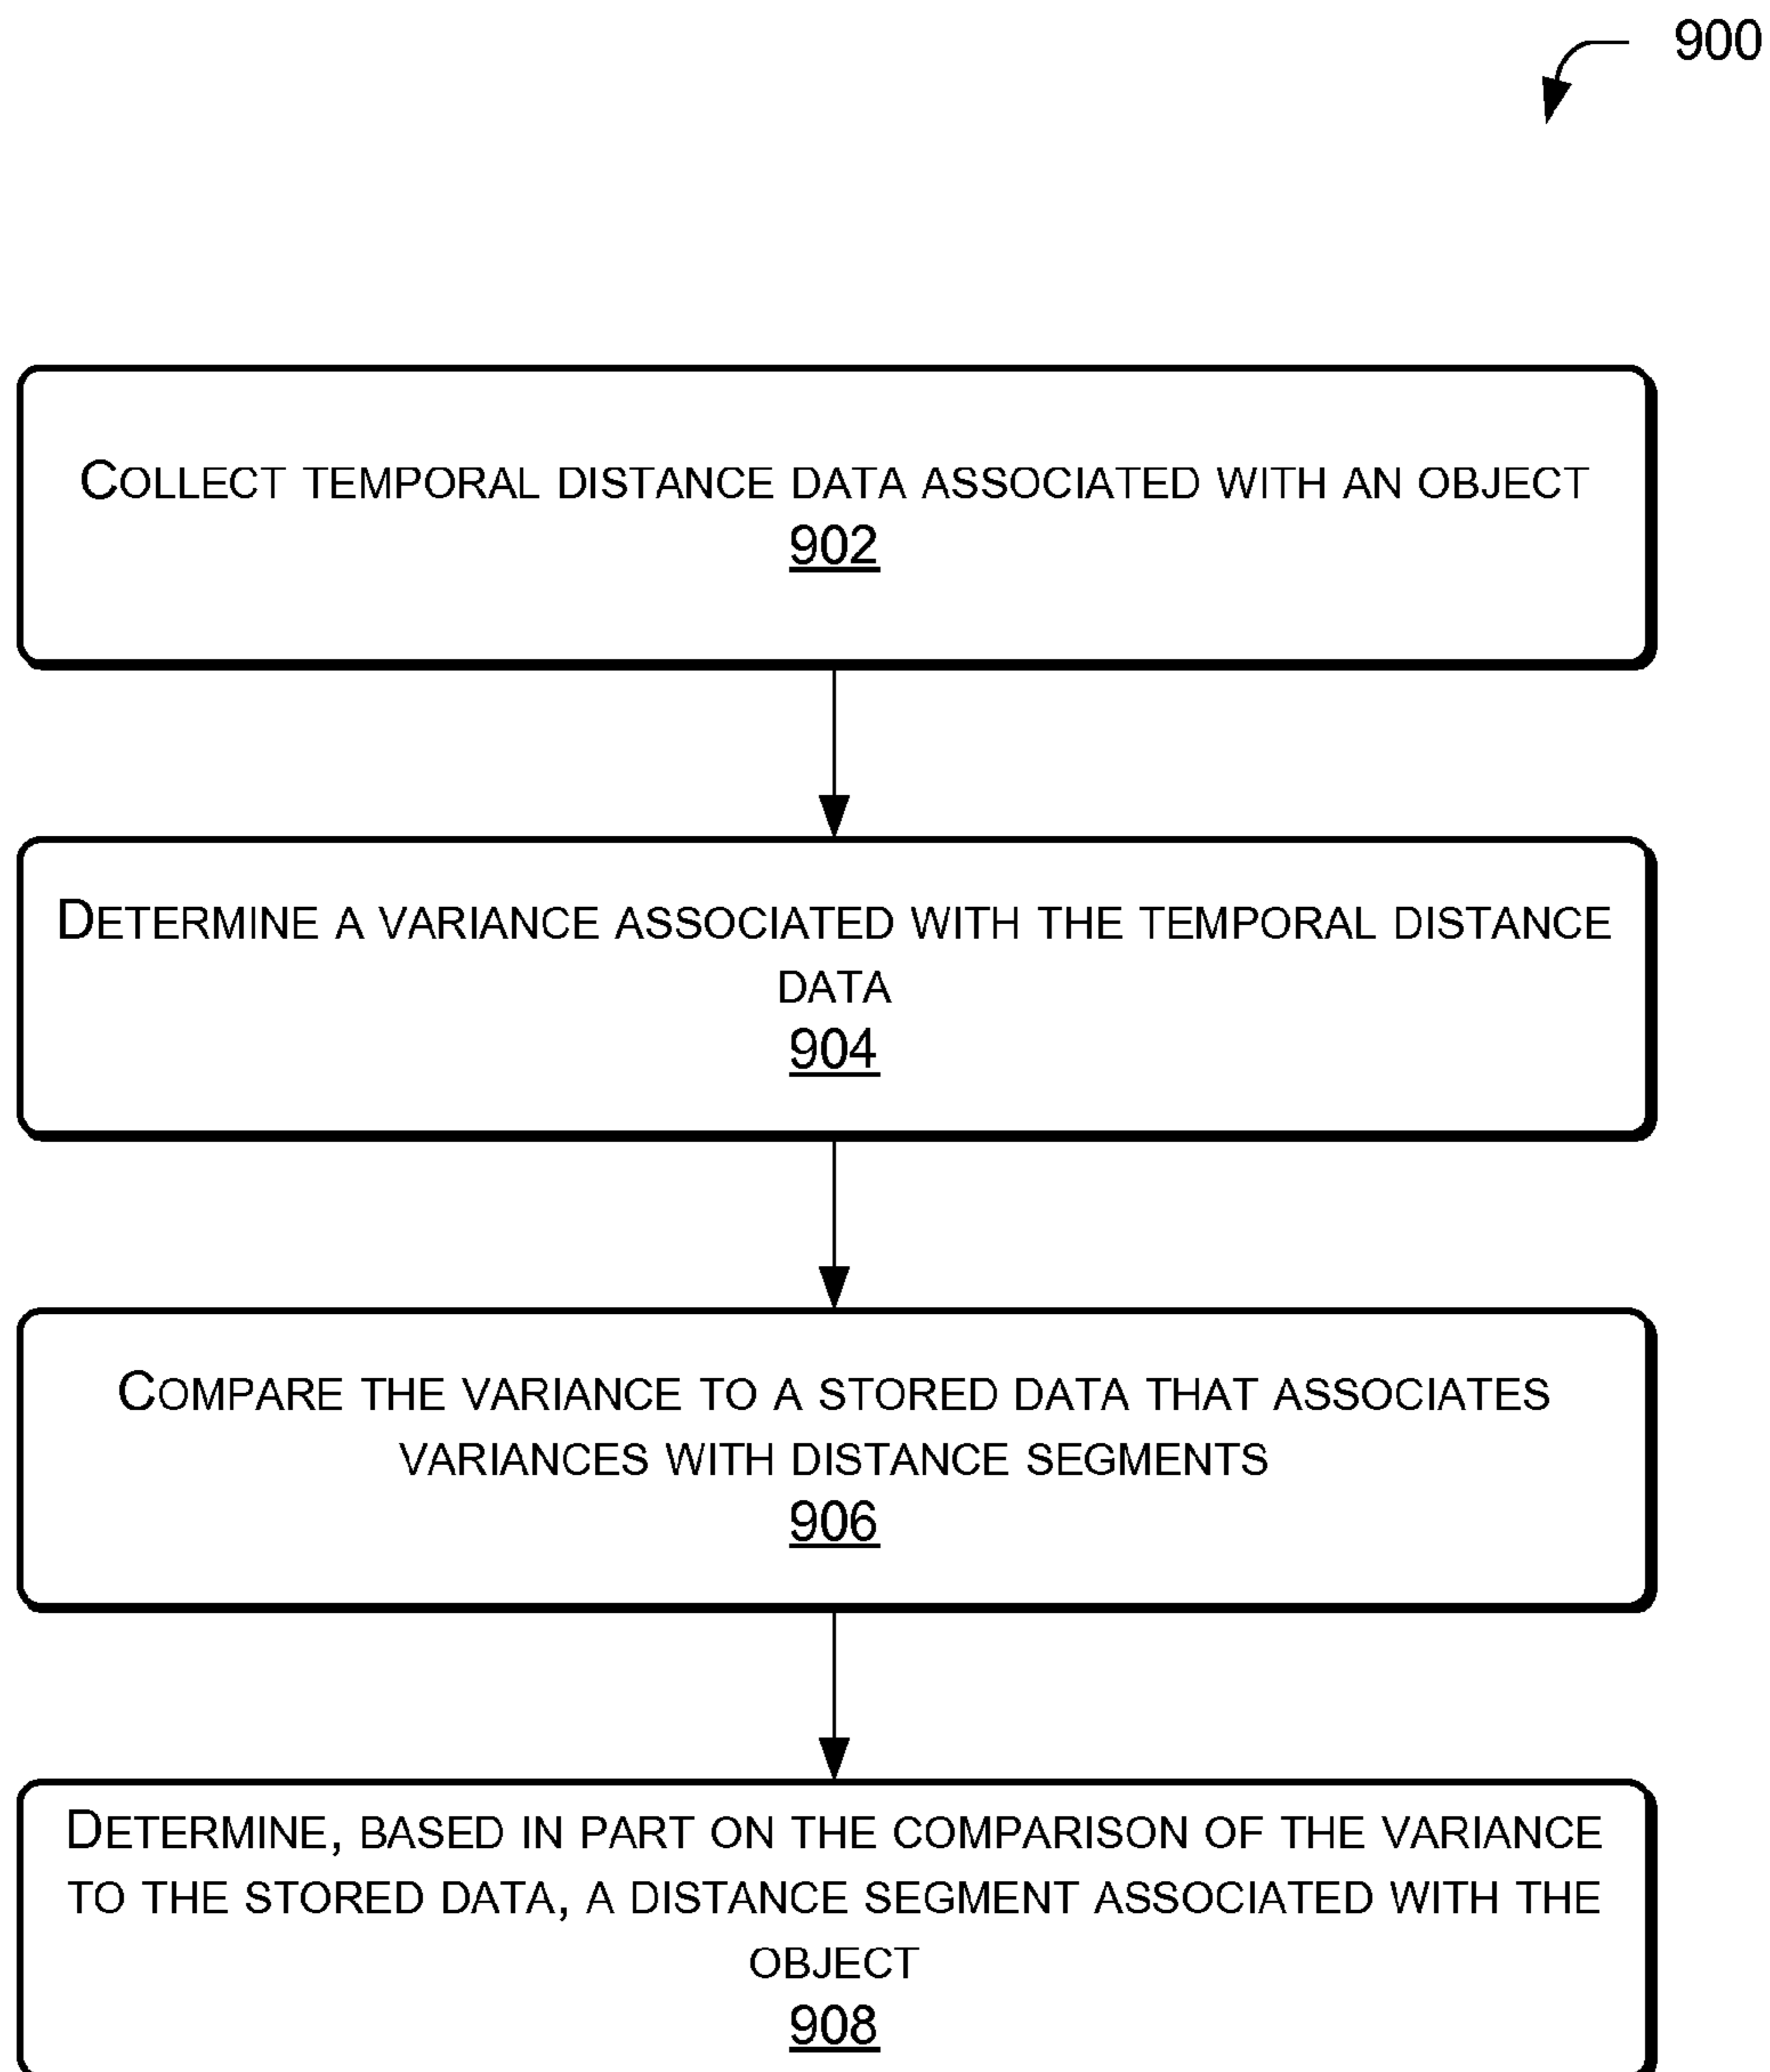 900
COLLECT TEMPORAL DISTANCE DATA ASSOCIATED WITH AN OBJECT
902
DETERMINE A VARIANCE ASSOCIATED WITH THE TEMPORAL DISTANCE
DATA
904
COMPARE THE VARIANCE TO A STORED DATA THAT ASSOCIATES
VARIANCES WITH DISTANCE SEGMENTS
906
DETERMINE, BASED IN PART ON THE COMPARISON OF THE VARIANCE
TO THE STORED DATA, A DISTANCE SEGMENT ASSOCIATED WITH THE
OBJECT
908